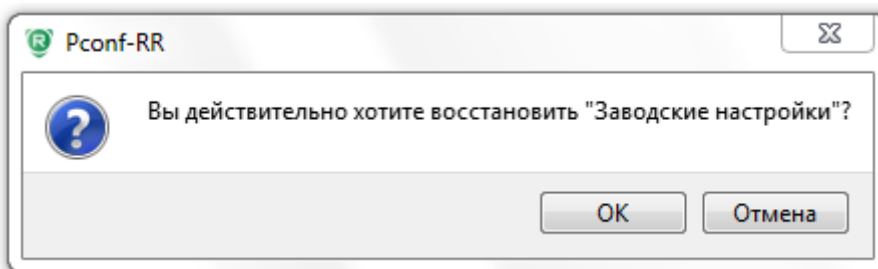 Pconf-RR
Вы действительно хотите восстановить "Заводские настройки"?
OK
Отмена